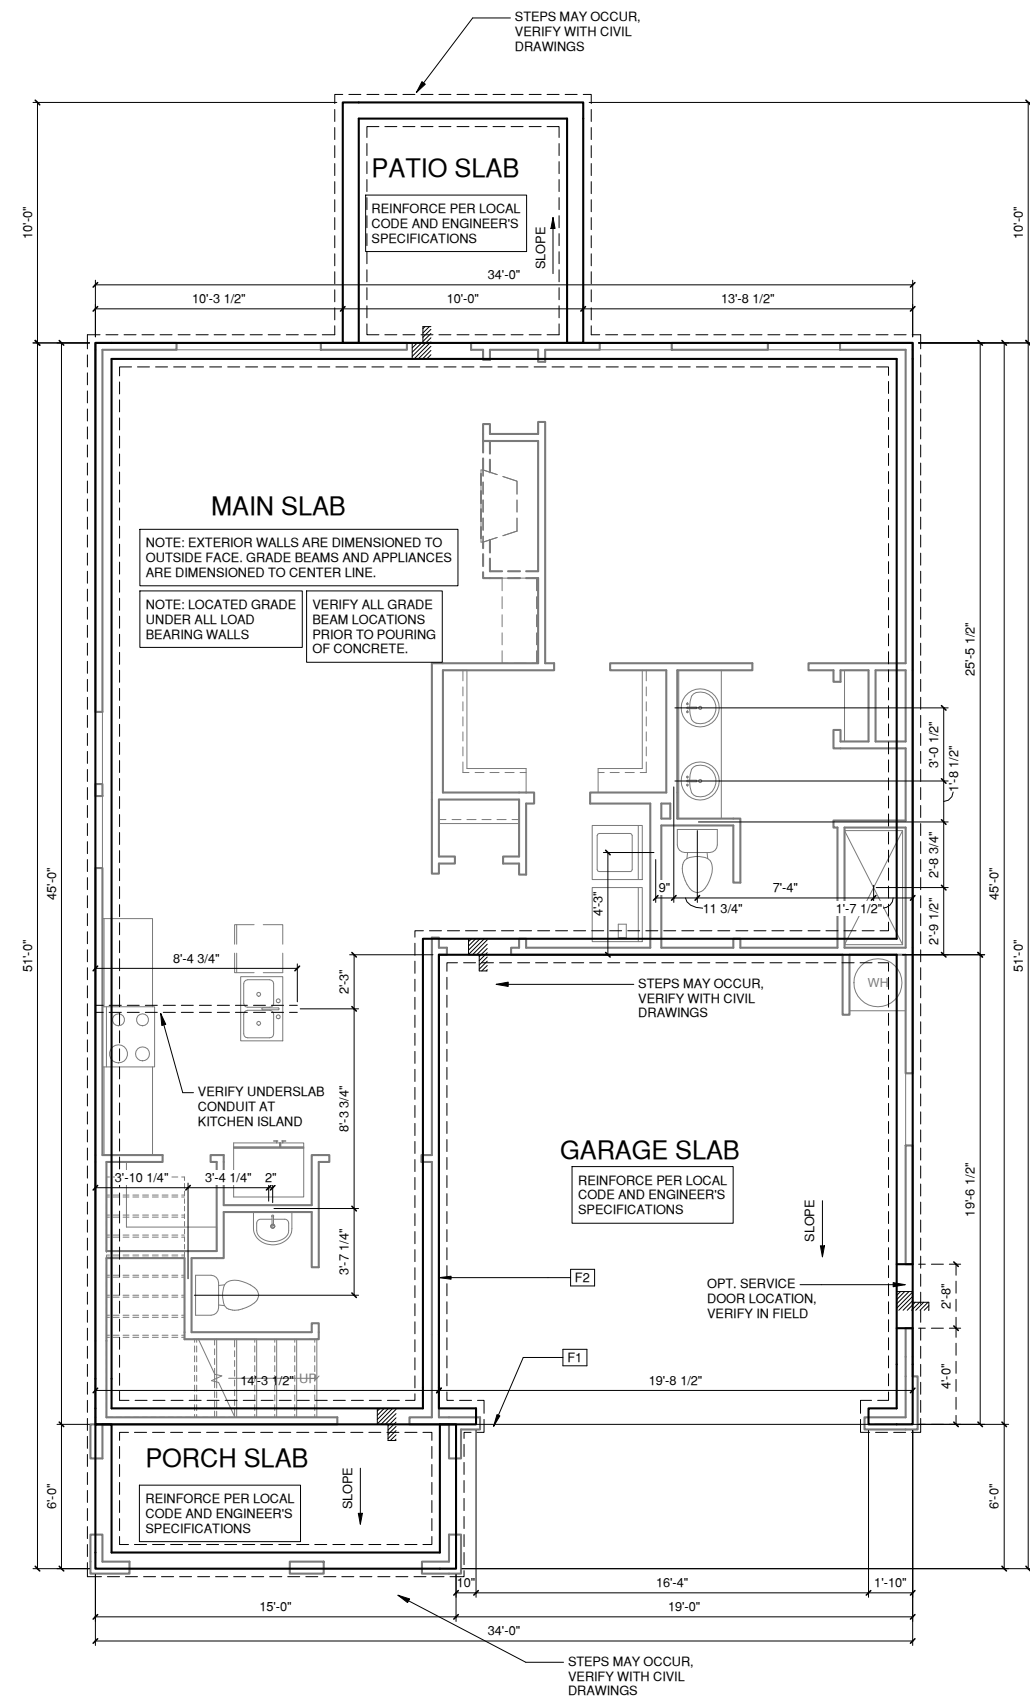 STEPS MAY OCCUR,
VERIFY WITH CIVIL
DRAWINGS
PATIO SLAB
REINFORCE PER LOCAL
CODE AND ENGINEER'S
SPECIFICATIONS
SLOPE
10'-0"
10'-0"
34'-0"
10'-3 1/2"
10'-0"
13'-8 1/2"
MAIN SLAB
NOTE: EXTERIOR WALLS ARE DIMENSIONED TO
OUTSIDE FACE. GRADE BEAMS AND APPLIANCES
ARE DIMENSIONED TO CENTER LINE.
NOTE: LOCATED GRADE
UNDER ALL LOAD
BEARING WALLS
VERIFY ALL GRADE
BEAM LOCATIONS
PRIOR TO POURING
OF CONCRETE.
25'-5 1/2"
3'-0 1/2"
1'-8 1/2"
2'-8 3/4"
2'-9 1/2"
45'-0"
51'-0"
45'-0"
51'-0"
4'-3"
9"
11 3/4"
7'-4"
1'-7 1/2"
8'-4 3/4"
2'-3"
STEPS MAY OCCUR,
VERIFY WITH CIVIL
DRAWINGS
WH
VERIFY UNDERSLAB
CONDUIT AT
KITCHEN ISLAND
8'-3 3/4"
GARAGE SLAB
REINFORCE PER LOCAL
CODE AND ENGINEER'S
SPECIFICATIONS
SLOPE
3'-10 1/4"
3'-4 1/4"
2"
3'-7 1/4"
19'-6 1/2"
F2
OPT. SERVICE
DOOR LOCATION,
VERIFY IN FIELD
2'-8"
4'-0"
F1
14'-3 1/2"
UP
19'-8 1/2"
PORCH SLAB
REINFORCE PER LOCAL
CODE AND ENGINEER'S
SPECIFICATIONS
SLOPE
6'-0"
6'-0"
10"
16'-4"
1'-10"
15'-0"
19'-0"
34'-0"
STEPS MAY OCCUR,
VERIFY WITH CIVIL
DRAWINGS